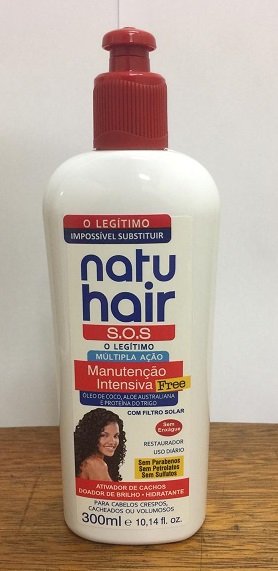 O LEGÍTIMO
IMPOSSÍVEL SUBSTITUIR
natu
hair
S.O.S
O LEGÍTIMO
MÚLTIPLA AÇÃO
Manutenção
Intensiva Free
ÓLEO DE COCO, ALOE AUSTRALIANA
E PROTEÍNA DO TRIGO
COM FILTRO SOLAR
Sem
Enxágue
RESTAURADOR
USO DIÁRIO
Sem Parabenos
Sem Petrolatos
Sem Sulfatos
ATIVADOR DE CACHOS
DOADOR DE BRILHO • HIDRATANTE
PARA CABELOS CRESPOS,
CACHEADOS OU VOLUMOSOS
300ml e 10,14 fl. oz.